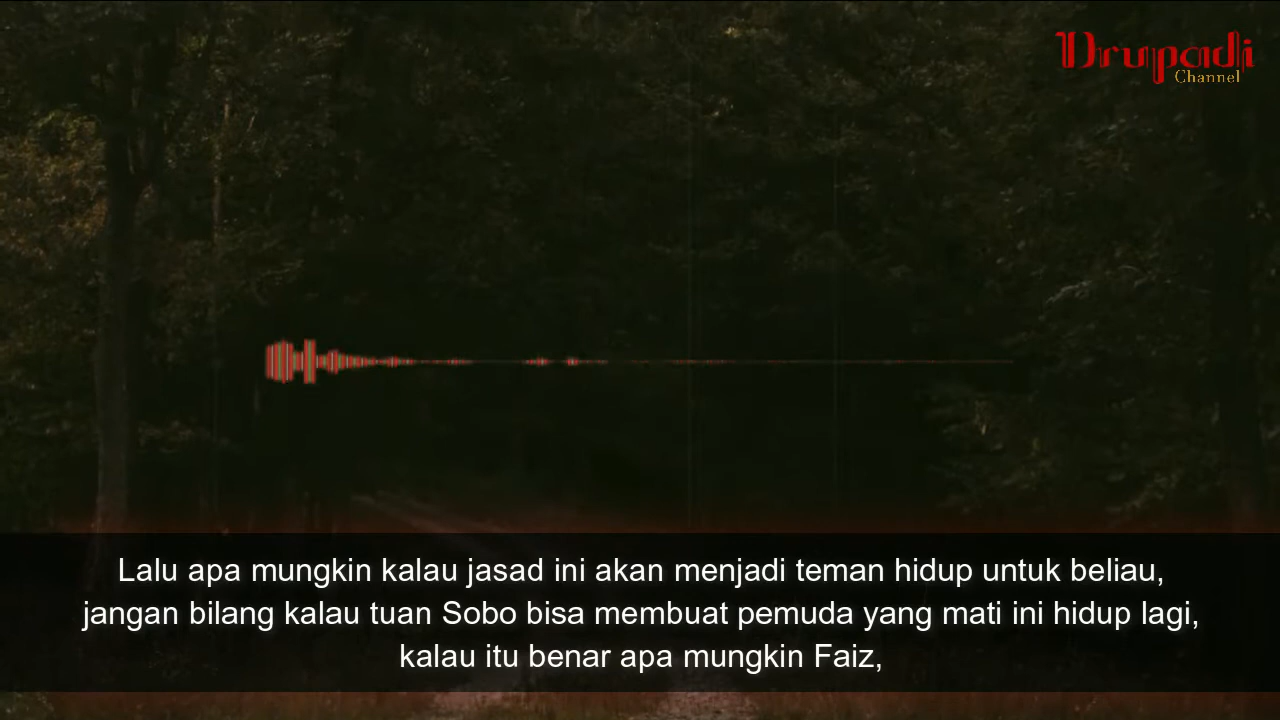 Drupadi
Channel
Lalu apa mungkin kalau jasad ini akan menjadi teman hidup untuk beliau,
jangan bilang kalau tuan Sobo bisa membuat pemuda yang mati ini hidup lagi,
kalau itu benar apa mungkin Faiz,